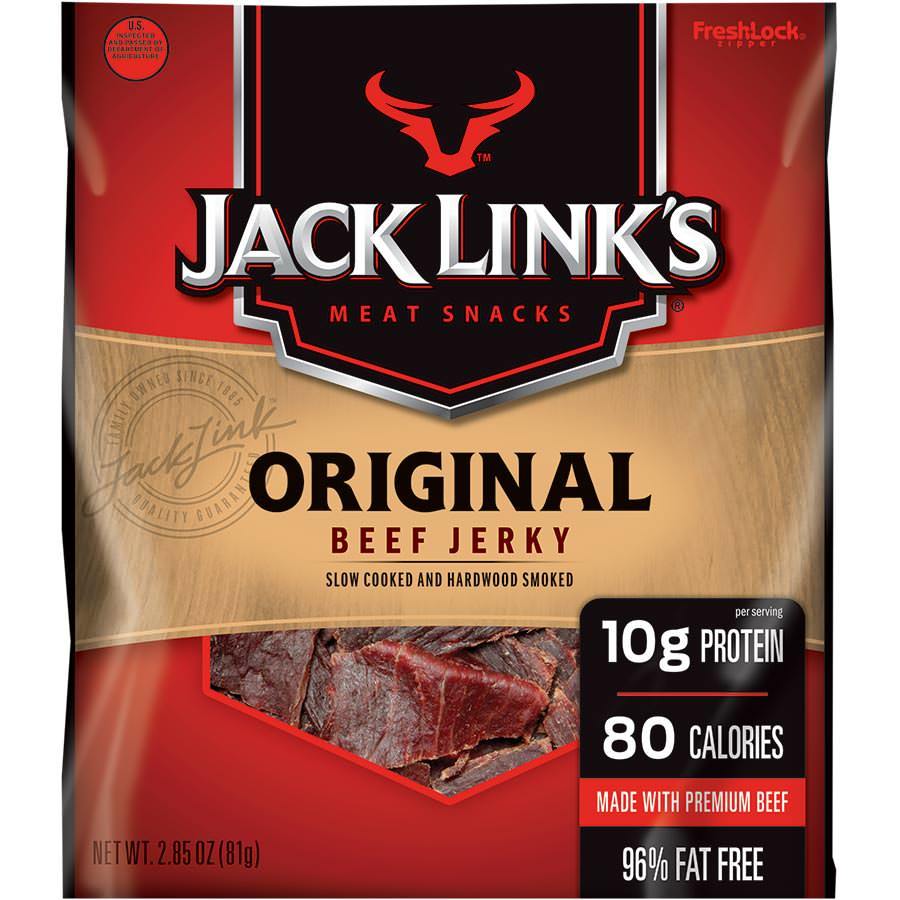 U.S.
INSPECTED
AND PASSED BY
DEPARTMENT OF
AGRICULTURE
FreshLock®
zipper
TM
JACK LINK'S
®
MEAT SNACKS
FAMILY OWNED SINCE 1885
Jack Link™
QUALITY GUARANTEED
ORIGINAL
BEEF JERKY
SLOW COOKED AND HARDWOOD SMOKED
per serving
10g PROTEIN
80 CALORIES
MADE WITH PREMIUM BEEF
96% FAT FREE
NET WT. 2.85 OZ (81g)